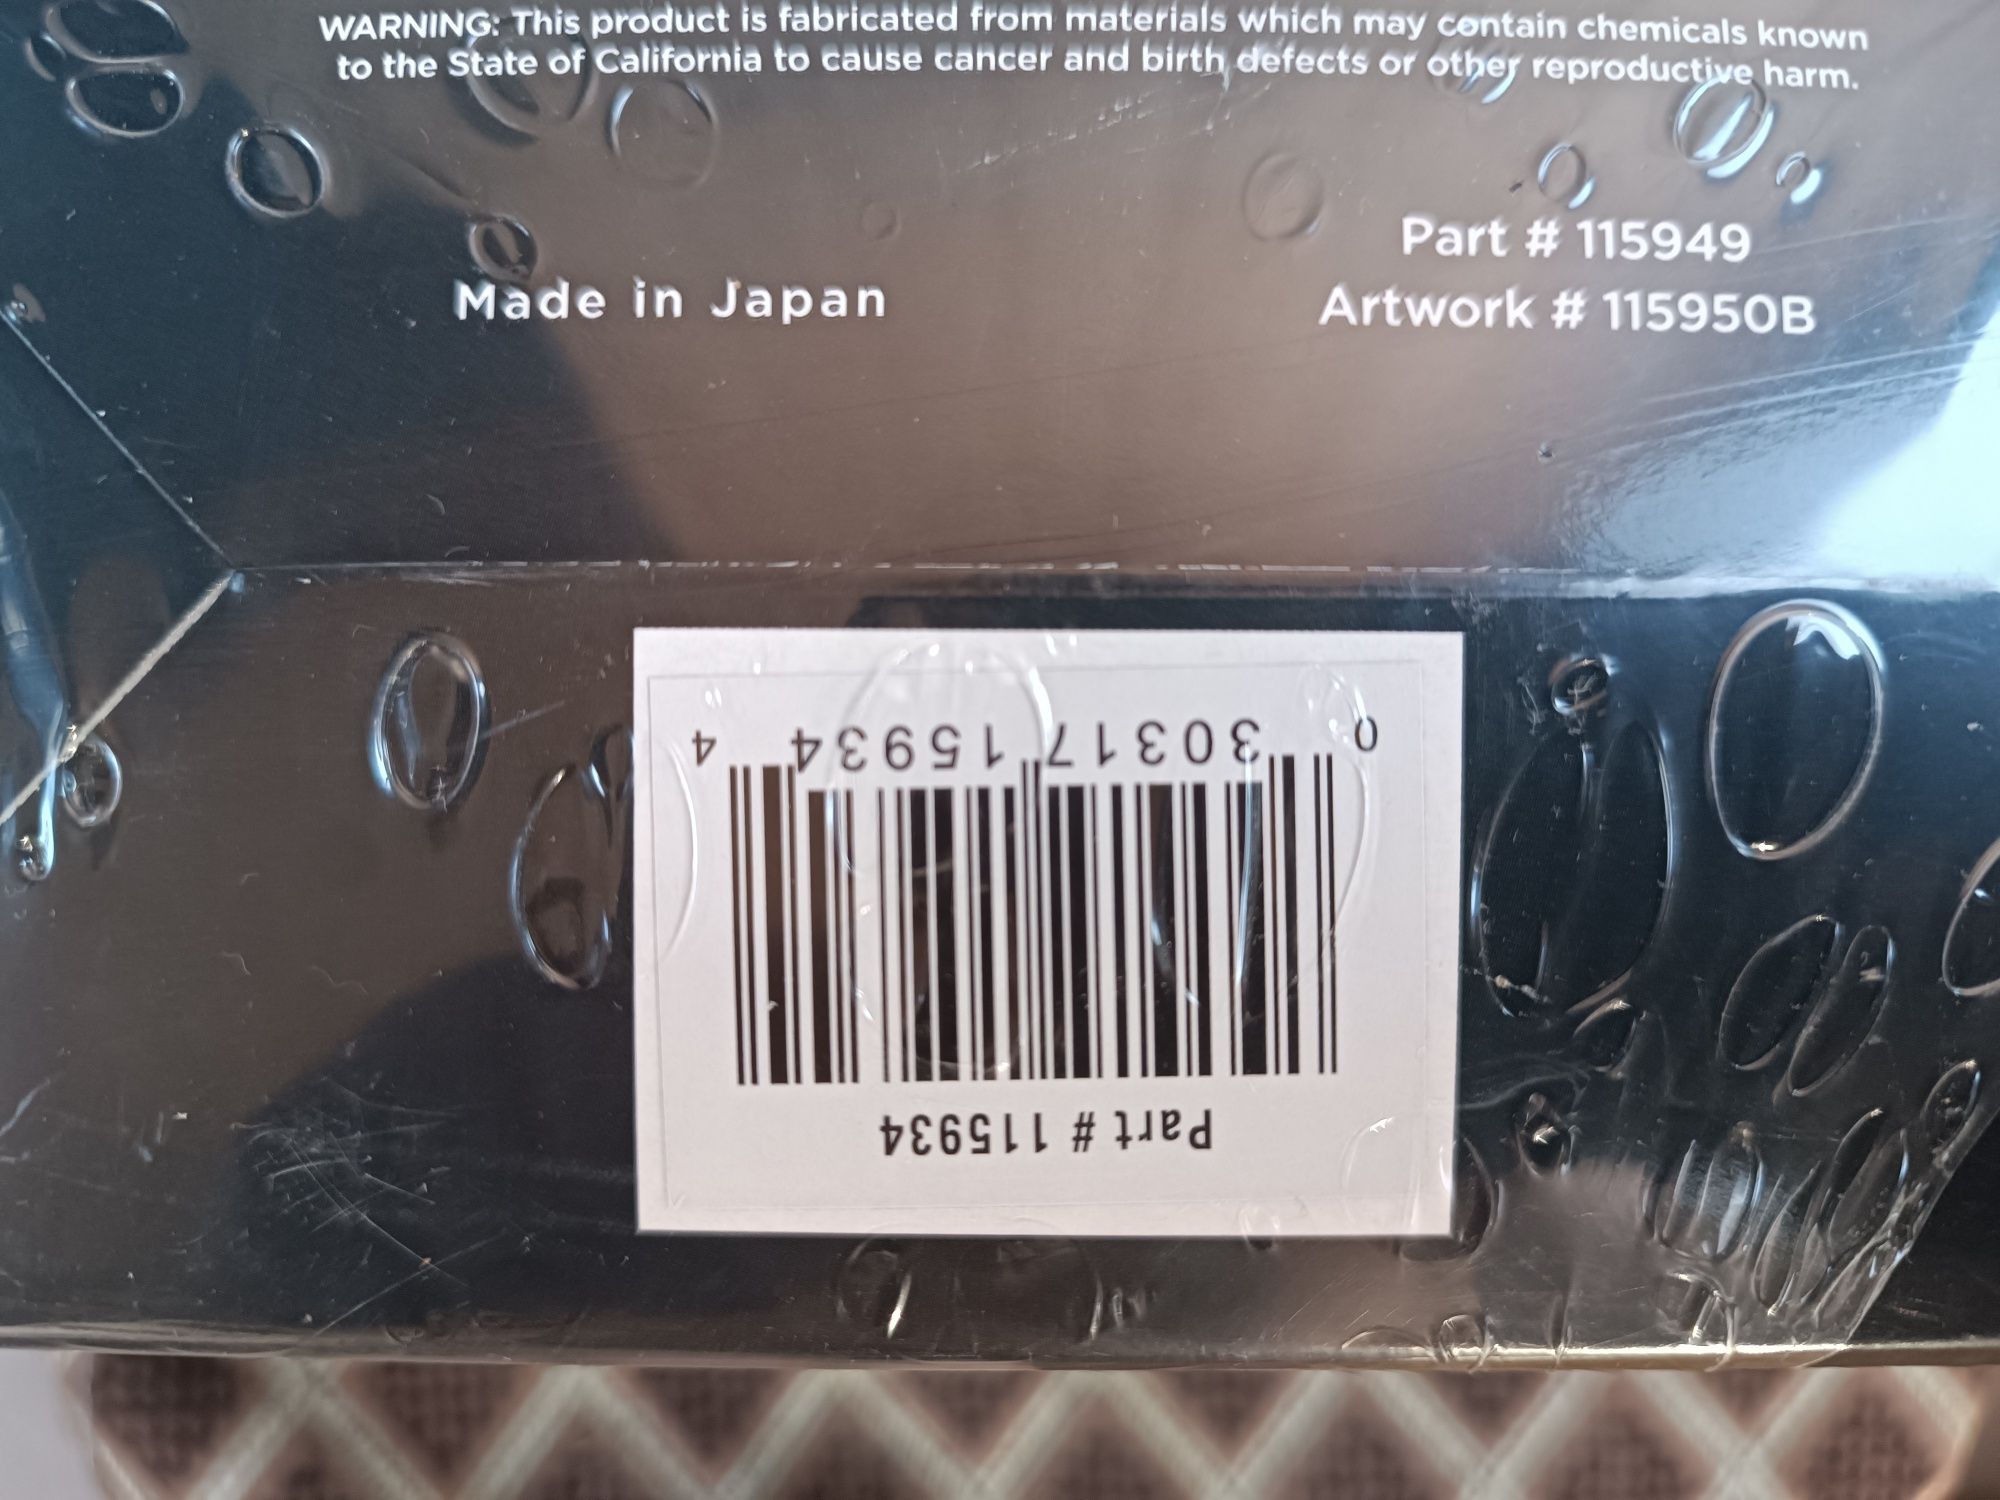 WARNING: This product is fabricated from materials which may contain chemicals known
to the State of California to cause cancer and birth defects or other reproductive harm.
Part # 115949
Made in Japan
Artwork # 115950B
Part # 115934
0 30317 15934 4